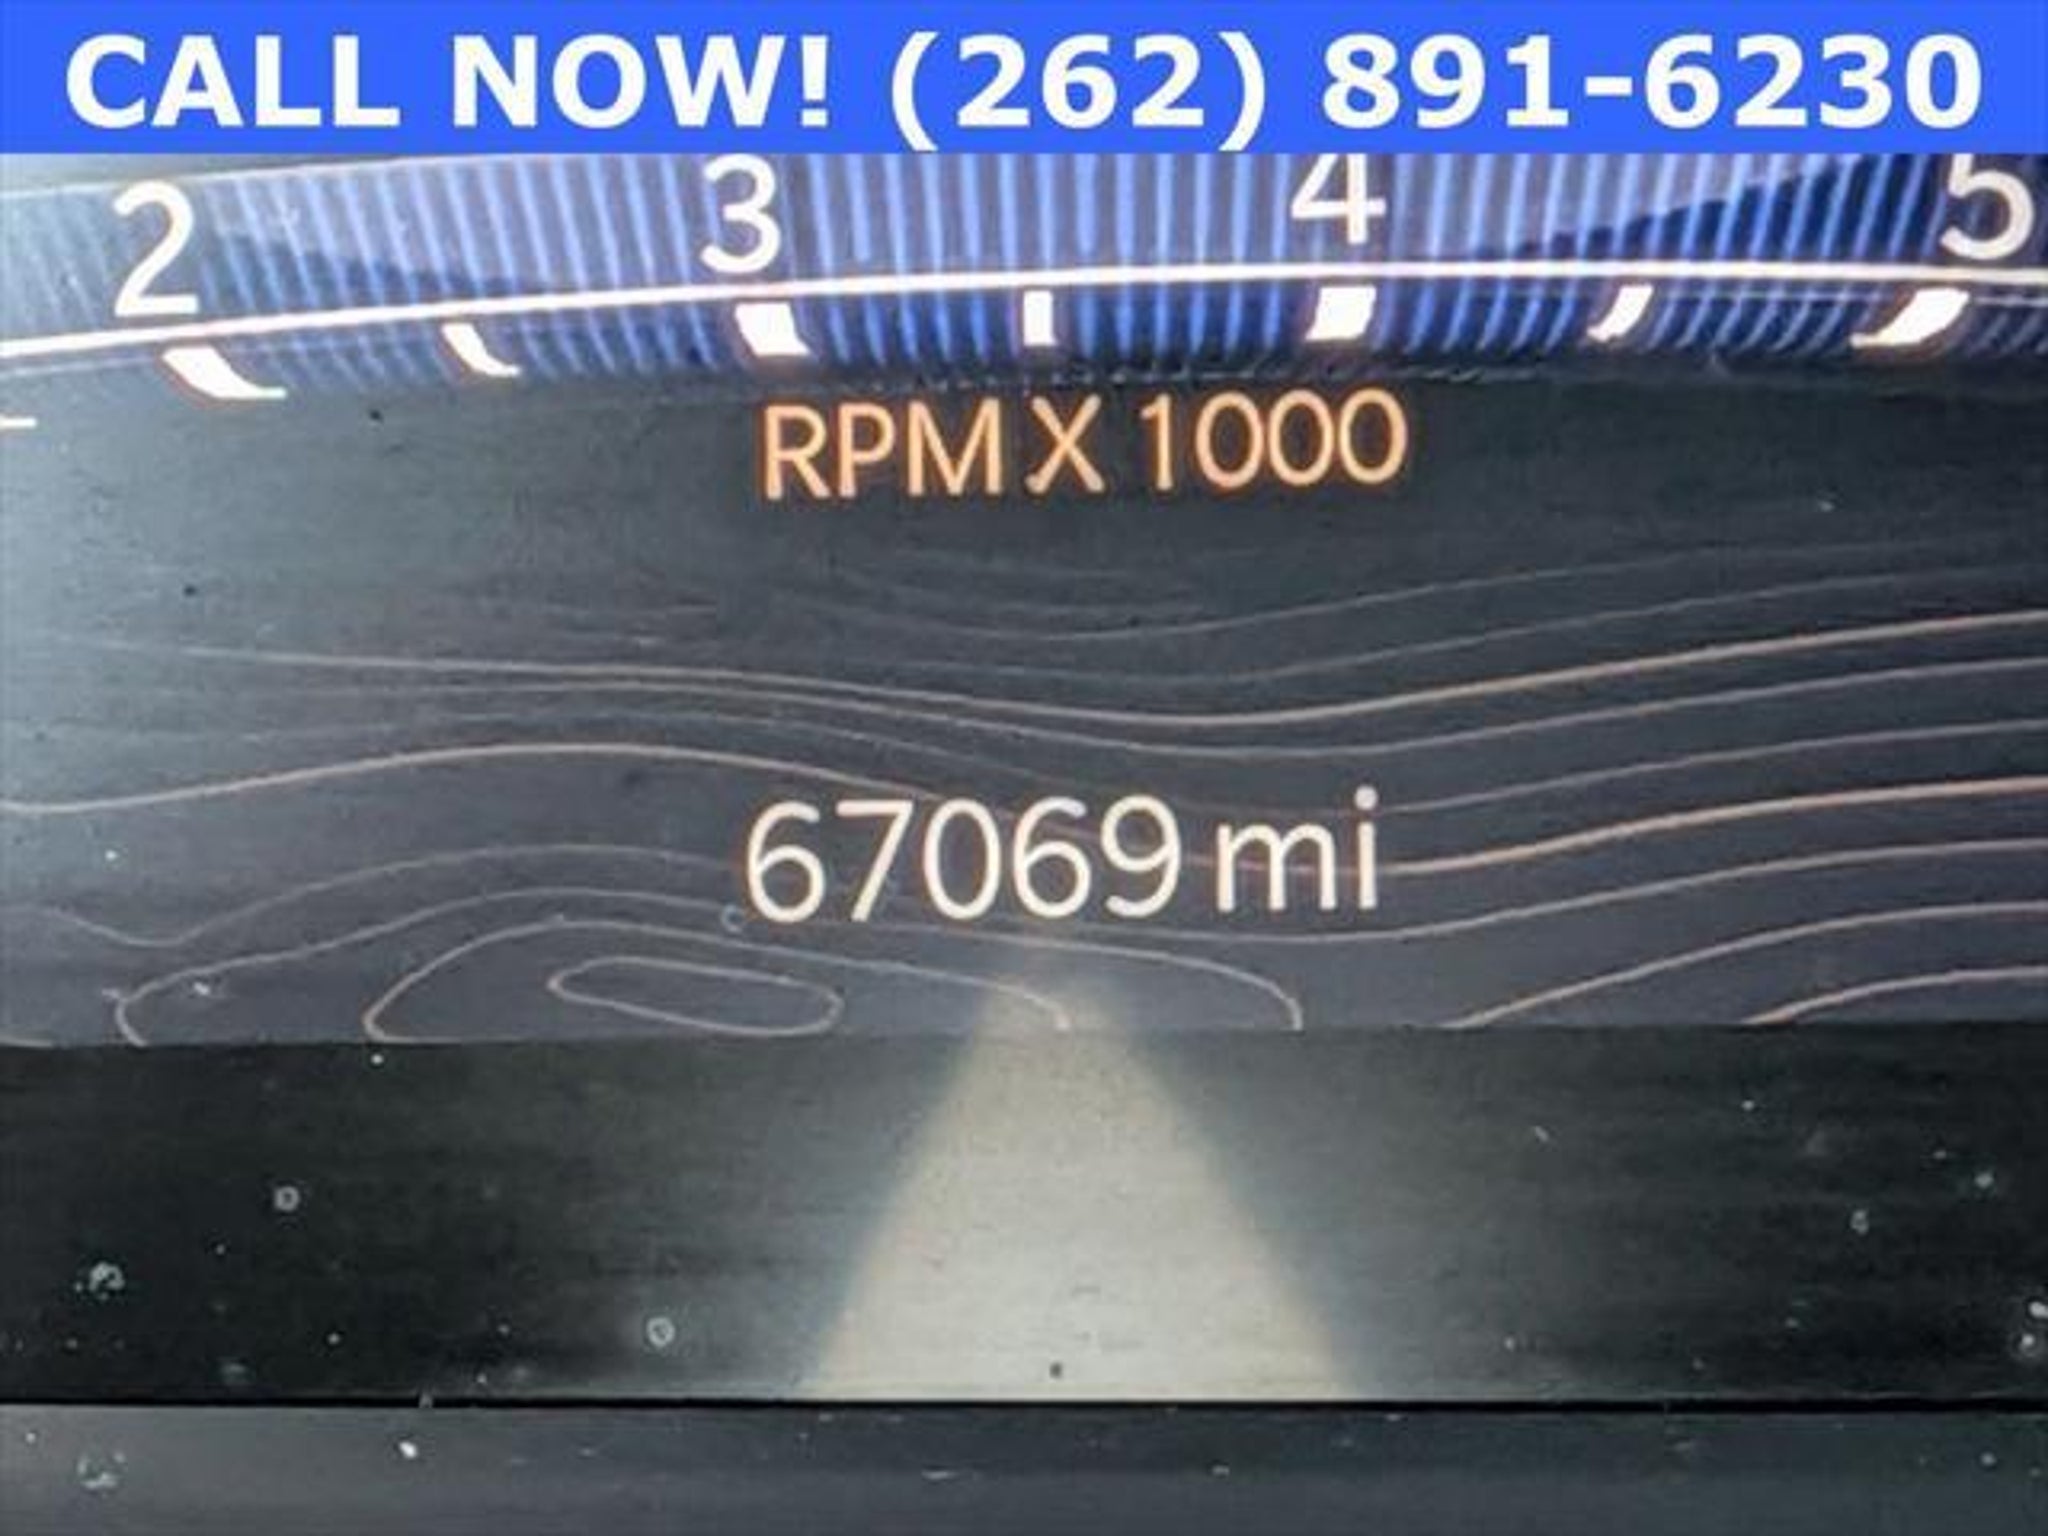 CALL NOW! (262) 891-6230
2 3 4 5
RPM X 1000
67069 mi